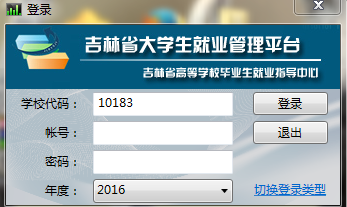 登录
吉林省大学生就业管理平台
吉林省高等学校毕业生就业指导中心
学校代码： 10183 登录
帐号： 退出
密码：
年度： 2016 切换登录类型